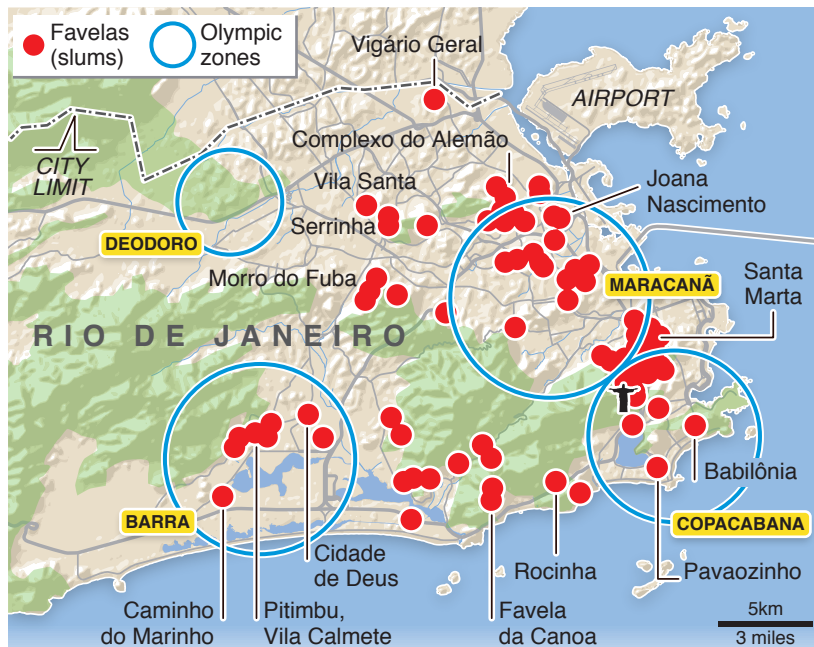 Favelas
(slums)
Olympic
zones
Vigário Geral
AIRPORT
Complexo do Alemão
CITY
LIMIT
Vila Santa
Joana
Nascimento
Serrinha
DEODORO
Morro do Fuba
MARACANÃ
Santa
Marta
RIO DE JANEIRO
Babilônia
BARRA
COPACABANA
Cidade
de Deus
Rocinha
Pavaozinho
Caminho
do Marinho
Pitimbu,
Vila Calmete
Favela
da Canoa
5km
3 miles